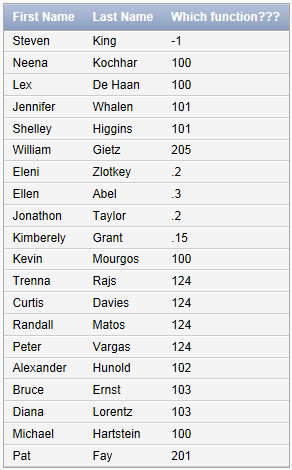 First Name Last Name Which function???
Steven King -1
Neena Kochhar 100
Lex De Haan 100
Jennifer Whalen 101
Shelley Higgins 101
William Gietz 205
Eleni Zlotkey .2
Ellen Abel .3
Jonathon Taylor .2
Kimberely Grant .15
Kevin Mourgos 100
Trenna Rajs 124
Curtis Davies 124
Randall Matos 124
Peter Vargas 124
Alexander Hunold 102
Bruce Ernst 103
Diana Lorentz 103
Michael Hartstein 100
Pat Fay 201